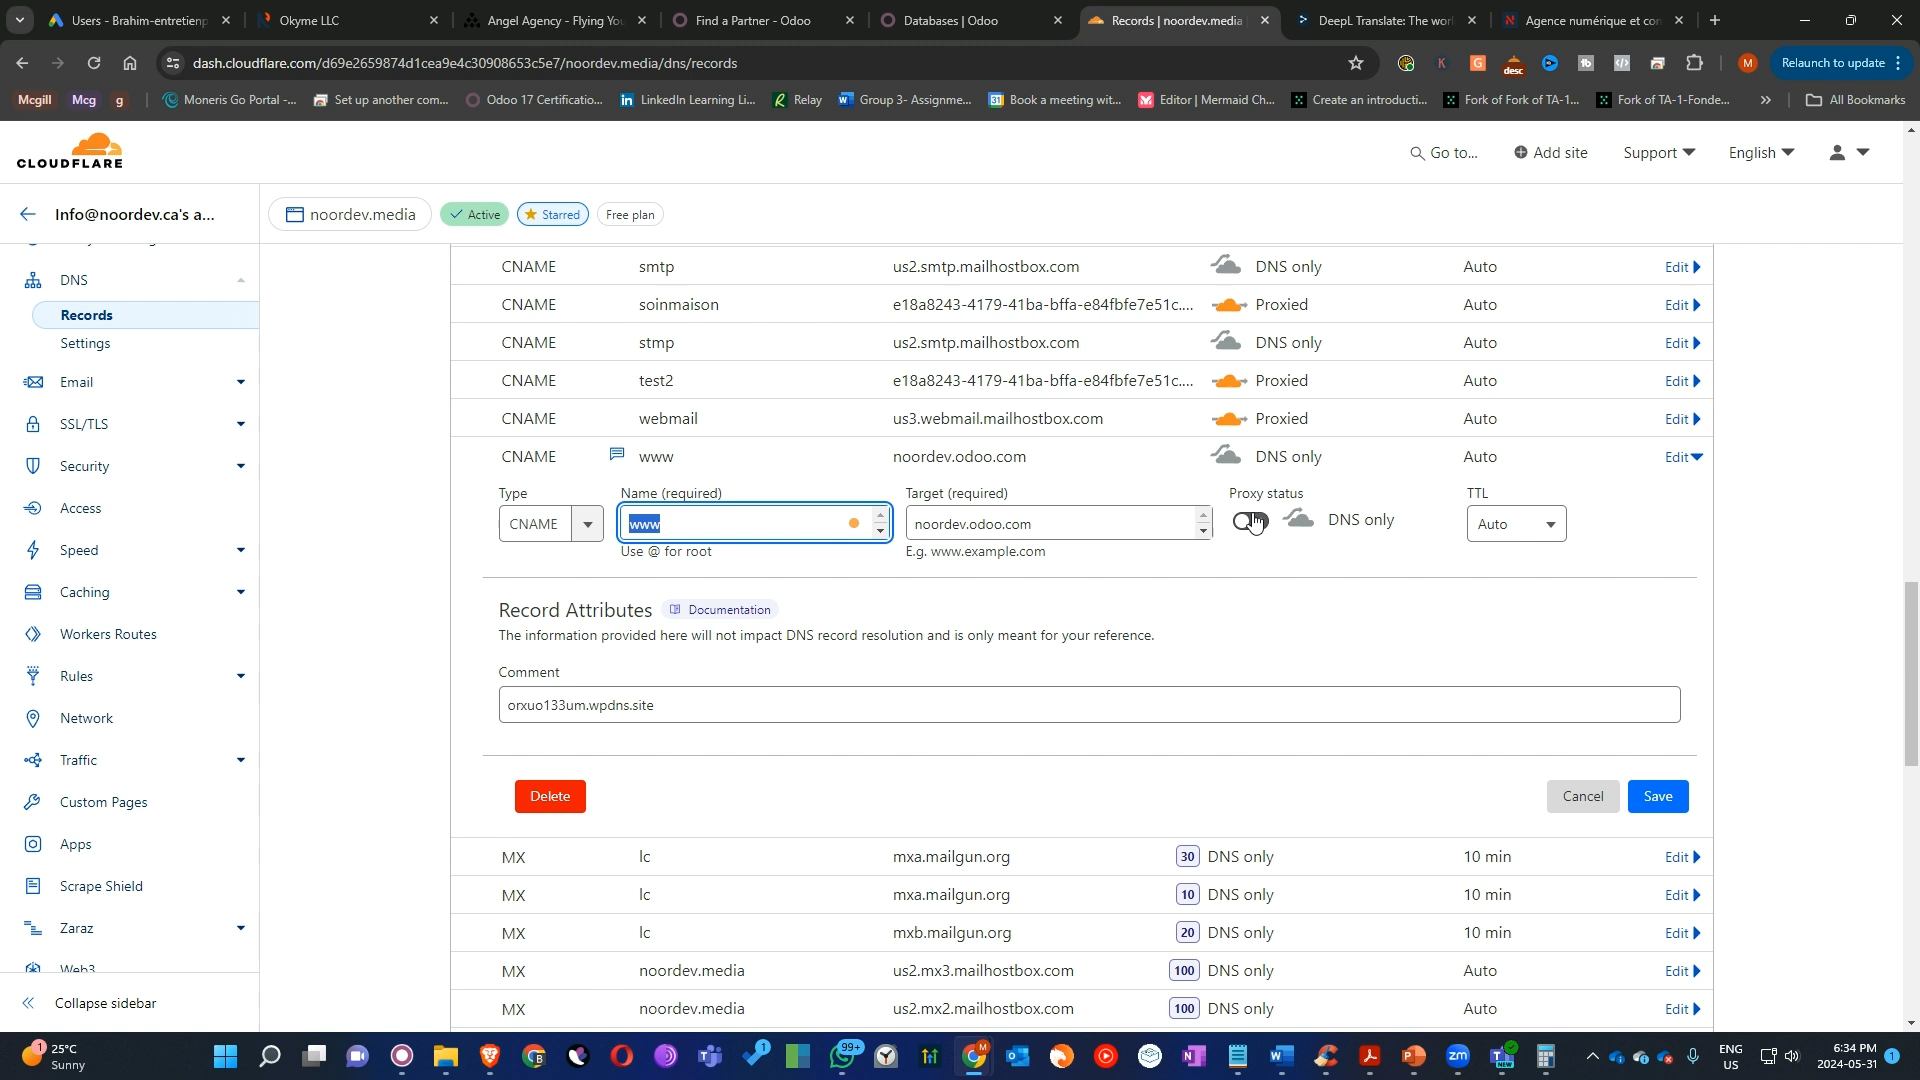 Users - Brahim-entretienp
Okyme LLC
Angel Agency - Flying You
Find a Partner - Odoo
Databases | Odoo
Records | noordev.media
DeepL Translate: The worl
Agence numérique et con
dash.cloudflare.com/d69e2659874d1cea9e4c30908653c5e7/noordev.media/dns/records
desc
M
Relaunch to update
Mcgill
Mcg
g
Moneris Go Portal -...
Set up another com...
Odoo 17 Certificatio...
LinkedIn Learning Li...
Relay
Group 3- Assignme...
Book a meeting wit...
Editor | Mermaid Ch...
Create an introducti...
Fork of Fork of TA-1...
Fork of TA-1-Fonde...
All Bookmarks
CLOUDFLARE
Go to...
Add site
Support
English
Info@noordev.ca's a...
noordev.media
Active
Starred
Free plan
DNS
Records
Settings
Email
SSL/TLS
Security
Access
Speed
Caching
Workers Routes
Rules
Network
Traffic
Custom Pages
Apps
Scrape Shield
Zaraz
Web3
Collapse sidebar
CNAME smtp us2.smtp.mailhostbox.com DNS only Auto Edit
CNAME soinmaison e18a8243-4179-41ba-bffa-e84fbfe7e51c.... Proxied Auto Edit
CNAME stmp us2.smtp.mailhostbox.com DNS only Auto Edit
CNAME test2 e18a8243-4179-41ba-bffa-e84fbfe7e51c.... Proxied Auto Edit
CNAME webmail us3.webmail.mailhostbox.com Proxied Auto Edit
CNAME www noordev.odoo.com DNS only Auto Edit
Type Name (required) Target (required) Proxy status TTL
CNAME www noordev.odoo.com DNS only Auto
Use @ for root E.g. www.example.com
Record Attributes Documentation
The information provided here will not impact DNS record resolution and is only meant for your reference.
Comment
orxuo133um.wpdns.site
Delete Cancel Save
MX lc mxa.mailgun.org 30 DNS only 10 min Edit
MX lc mxa.mailgun.org 10 DNS only 10 min Edit
MX lc mxb.mailgun.org 20 DNS only 10 min Edit
MX noordev.media us2.mx3.mailhostbox.com 100 DNS only Auto Edit
MX noordev.media us2.mx2.mailhostbox.com 100 DNS only Auto Edit
1
25°C
Sunny
1
99+
ENG
US
6:34 PM
2024-05-31